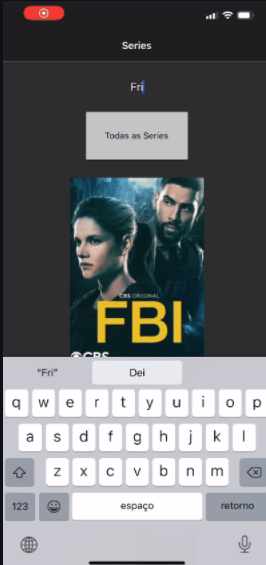 Series
Fri
Todas as Series
CBS ORIGINAL
FBI
CBS
"Fri"
Dei
q w e r t y u i o p
a s d f g h j k l
z x c v b n m
123
espaço
retorno